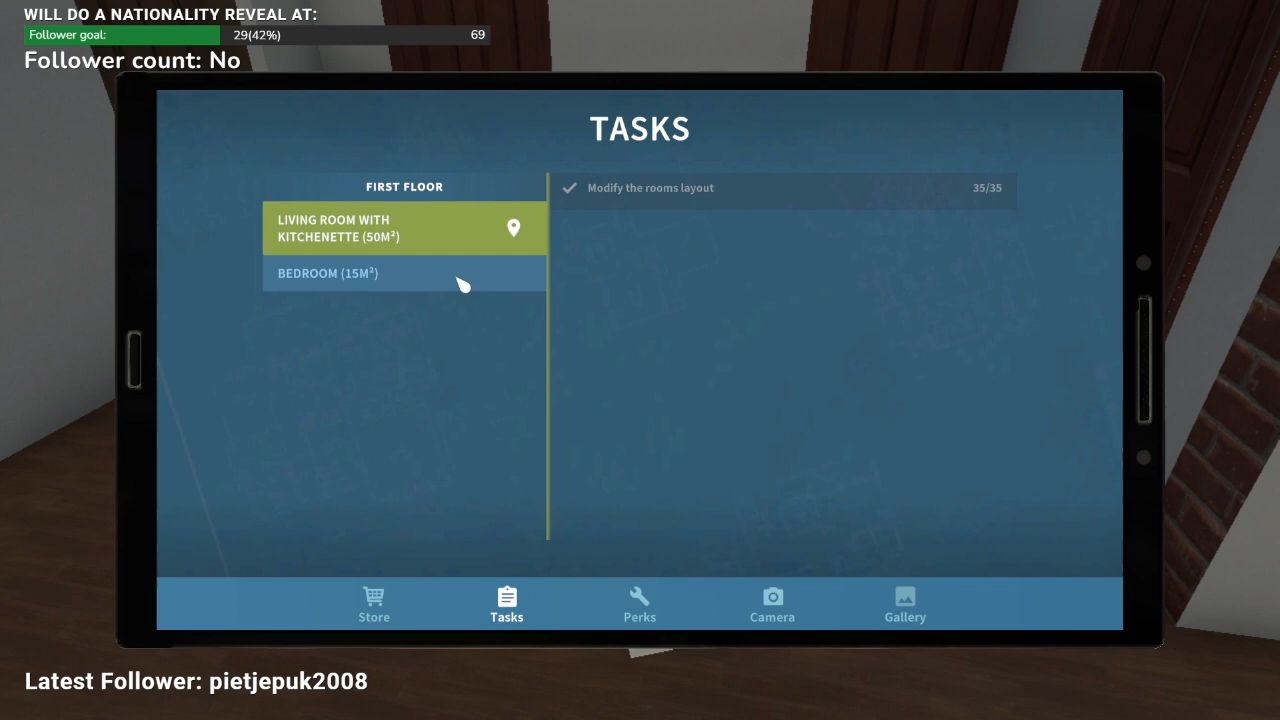 WILL DO A NATIONALITY REVEAL AT:
Follower goal: 29(42%) 69
Follower count: No
TASKS
FIRST FLOOR
LIVING ROOM WITH
KITCHENETTE (50M²)
BEDROOM (15M²)
Modify the rooms layout 35/35
Store Tasks Perks Camera Gallery
Latest Follower: pietjepuk2008